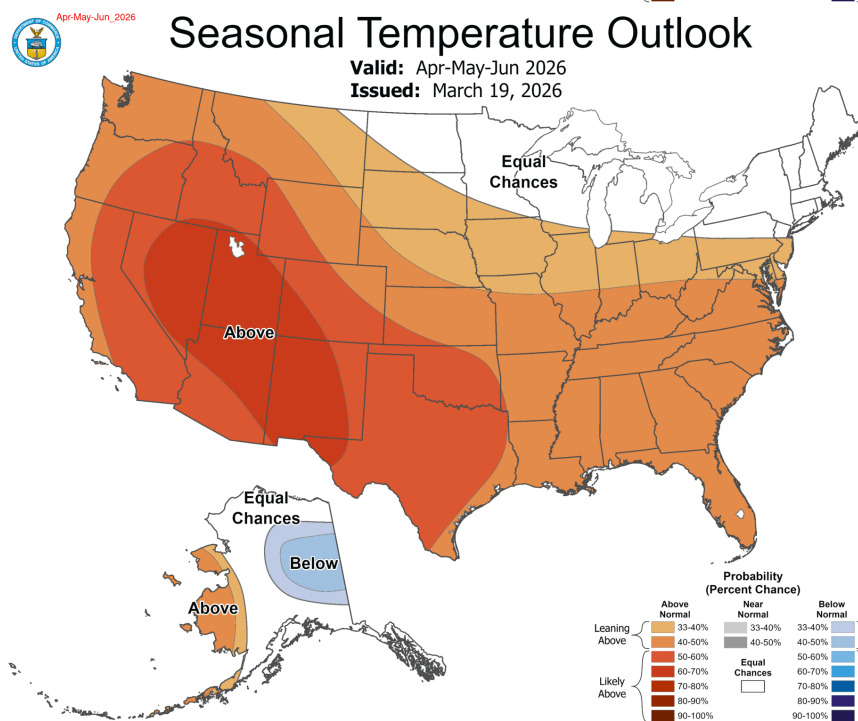 Apr-May-Jun_2026
Seasonal Temperature Outlook
Valid: Apr-May-Jun 2026
Issued: March 19, 2026
Equal
Chances
Above
Equal
Chances
Below
Above
Probability
(Percent Chance)
Above
Normal
Near
Normal
Below
Normal
Leaning
Above
33-40%
33-40%
33-40%
40-50%
40-50%
40-50%
50-60%
50-60%
Equal
Chances
60-70%
60-70%
Likely
Above
70-80%
70-80%
80-90%
80-90%
90-100%
90-100%